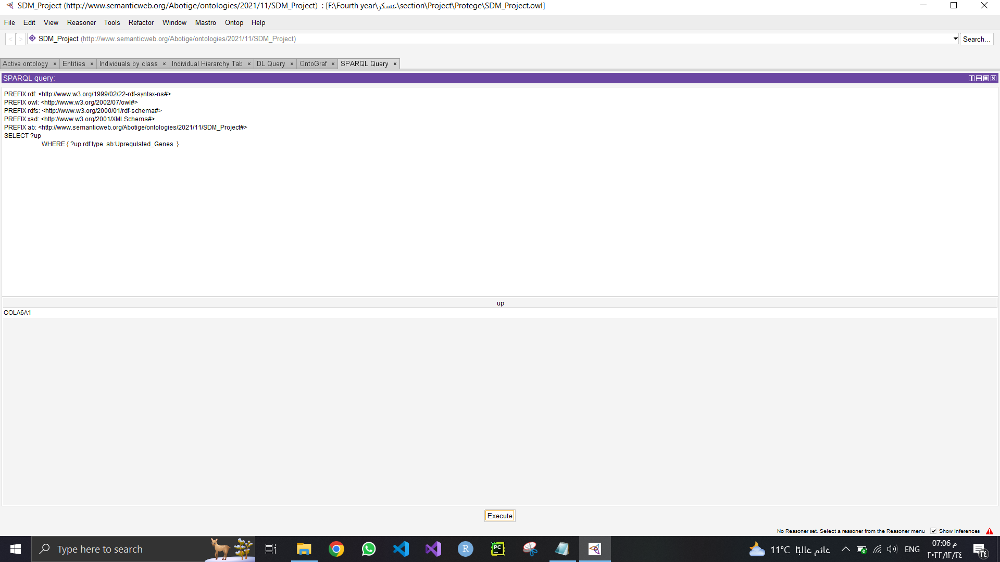 SDM_Project (http://www.semanticweb.org/Abotige/ontologies/2021/11/SDM_Project) : [F:\Fourth year\عسكر\section\Project\Protege\SDM_Project.owl]
File Edit View Reasoner Tools Refactor Window Mastro Ontop Help
< > SDM_Project (http://www.semanticweb.org/Abotige/ontologies/2021/11/SDM_Project) Search...
Active ontology × Entities × Individuals by class × Individual Hierarchy Tab × DL Query × OntoGraf × SPARQL Query ×
SPARQL query:
PREFIX rdf: <http://www.w3.org/1999/02/22-rdf-syntax-ns#>
PREFIX owl: <http://www.w3.org/2002/07/owl#>
PREFIX rdfs: <http://www.w3.org/2000/01/rdf-schema#>
PREFIX xsd: <http://www.w3.org/2001/XMLSchema#>
PREFIX ab: <http://www.semanticweb.org/Abotige/ontologies/2021/11/SDM_Project#>
SELECT ?up
WHERE { ?up rdf:type ab:Upregulated_Genes }
up
COLA6A1
Execute
No Reasoner set. Select a reasoner from the Reasoner menu Show Inferences
Type here to search
R
PC
11°C غائم غالبًا
ENG
07:06 م
٢٠٢٢/١٢/٢٤
٢٤